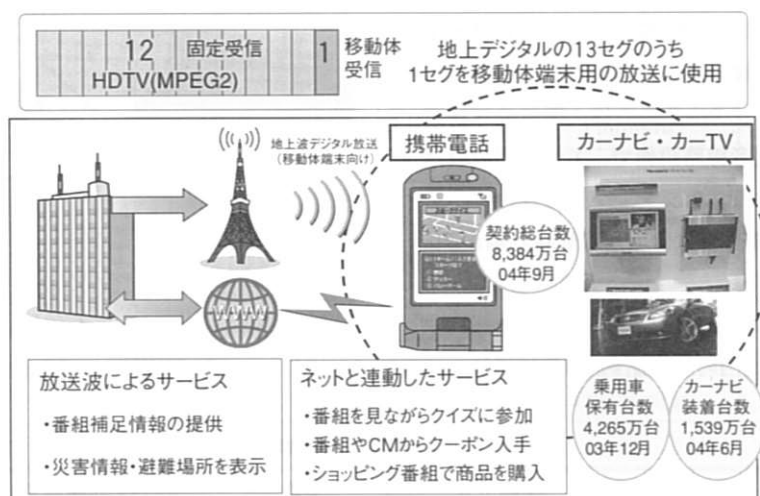 12 固定受信
HDTV(MPEG2)
1
移動体
受信
地上デジタルの13セグのうち
1セグを移動体端末用の放送に使用
地上波デジタル放送
(移動体端末向け)
携帯電話
カーナビ・カーTV
契約総台数
8,384万台
04年9月
WWW
放送波によるサービス
・番組補足情報の提供
・災害情報・避難場所を表示
ネットと連動したサービス
・番組を見ながらクイズに参加
・番組やCMからクーポン入手
・ショッピング番組で商品を購入
乗用車
保有台数
4,265万台
03年12月
カーナビ
装着台数
1,539万台
04年6月